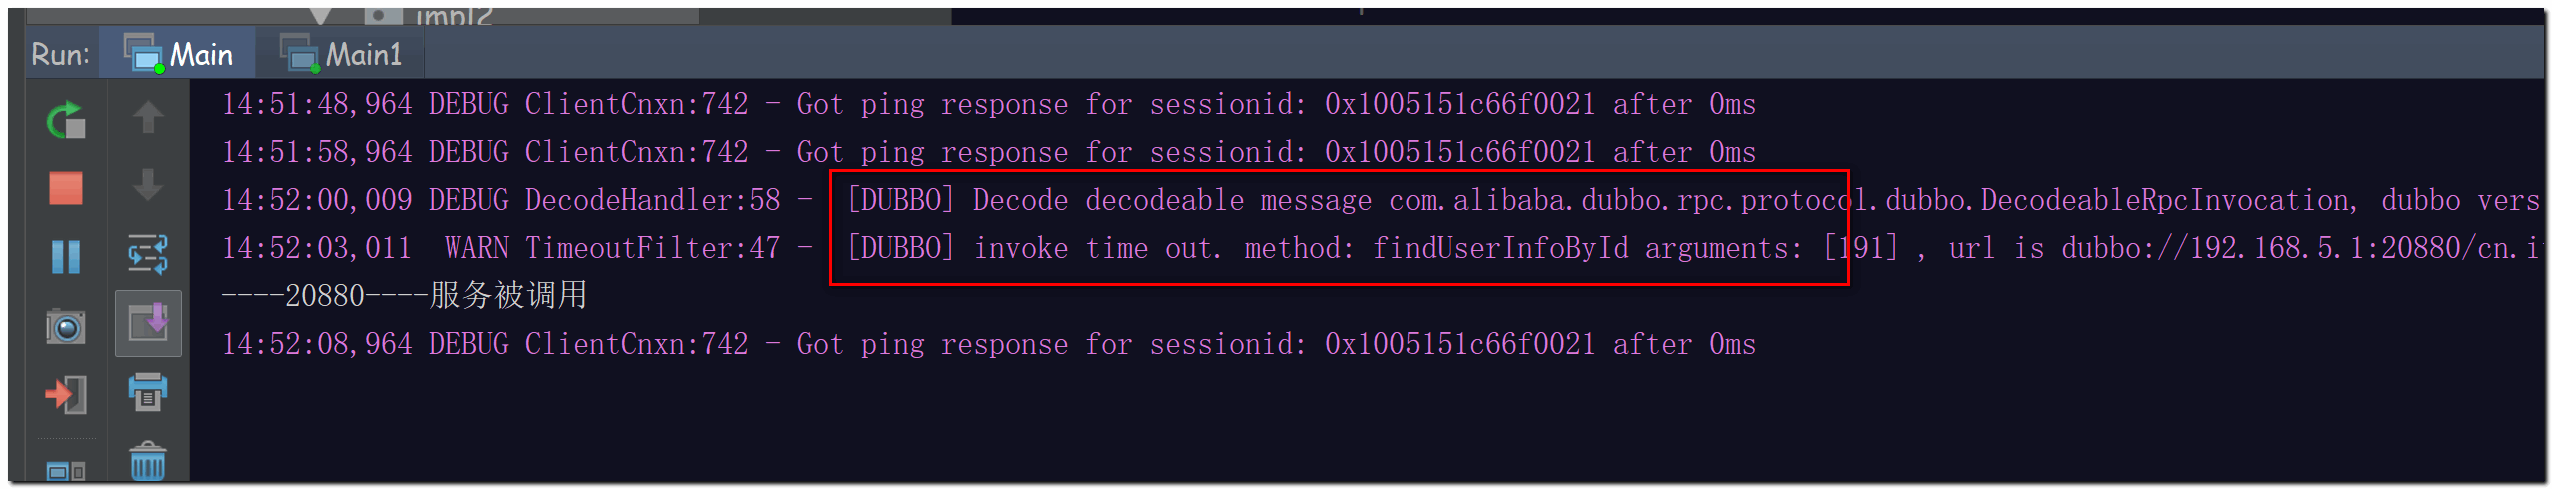 impl2
Run: Main Main1
14:51:48,964 DEBUG ClientCnxn:742 - Got ping response for sessionid: 0x1005151c66f0021 after 0ms
14:51:58,964 DEBUG ClientCnxn:742 - Got ping response for sessionid: 0x1005151c66f0021 after 0ms
14:52:00,009 DEBUG DecodeHandler:58 - [DUBBO] Decode decodeable message com.alibaba.dubbo.rpc.protocol.dubbo.DecodeableRpcInvocation, dubbo vers
14:52:03,011 WARN TimeoutFilter:47 - [DUBBO] invoke time out. method: findUserInfoById arguments: [191] , url is dubbo://192.168.5.1:20880/cn.i
----20880----服务被调用
14:52:08,964 DEBUG ClientCnxn:742 - Got ping response for sessionid: 0x1005151c66f0021 after 0ms